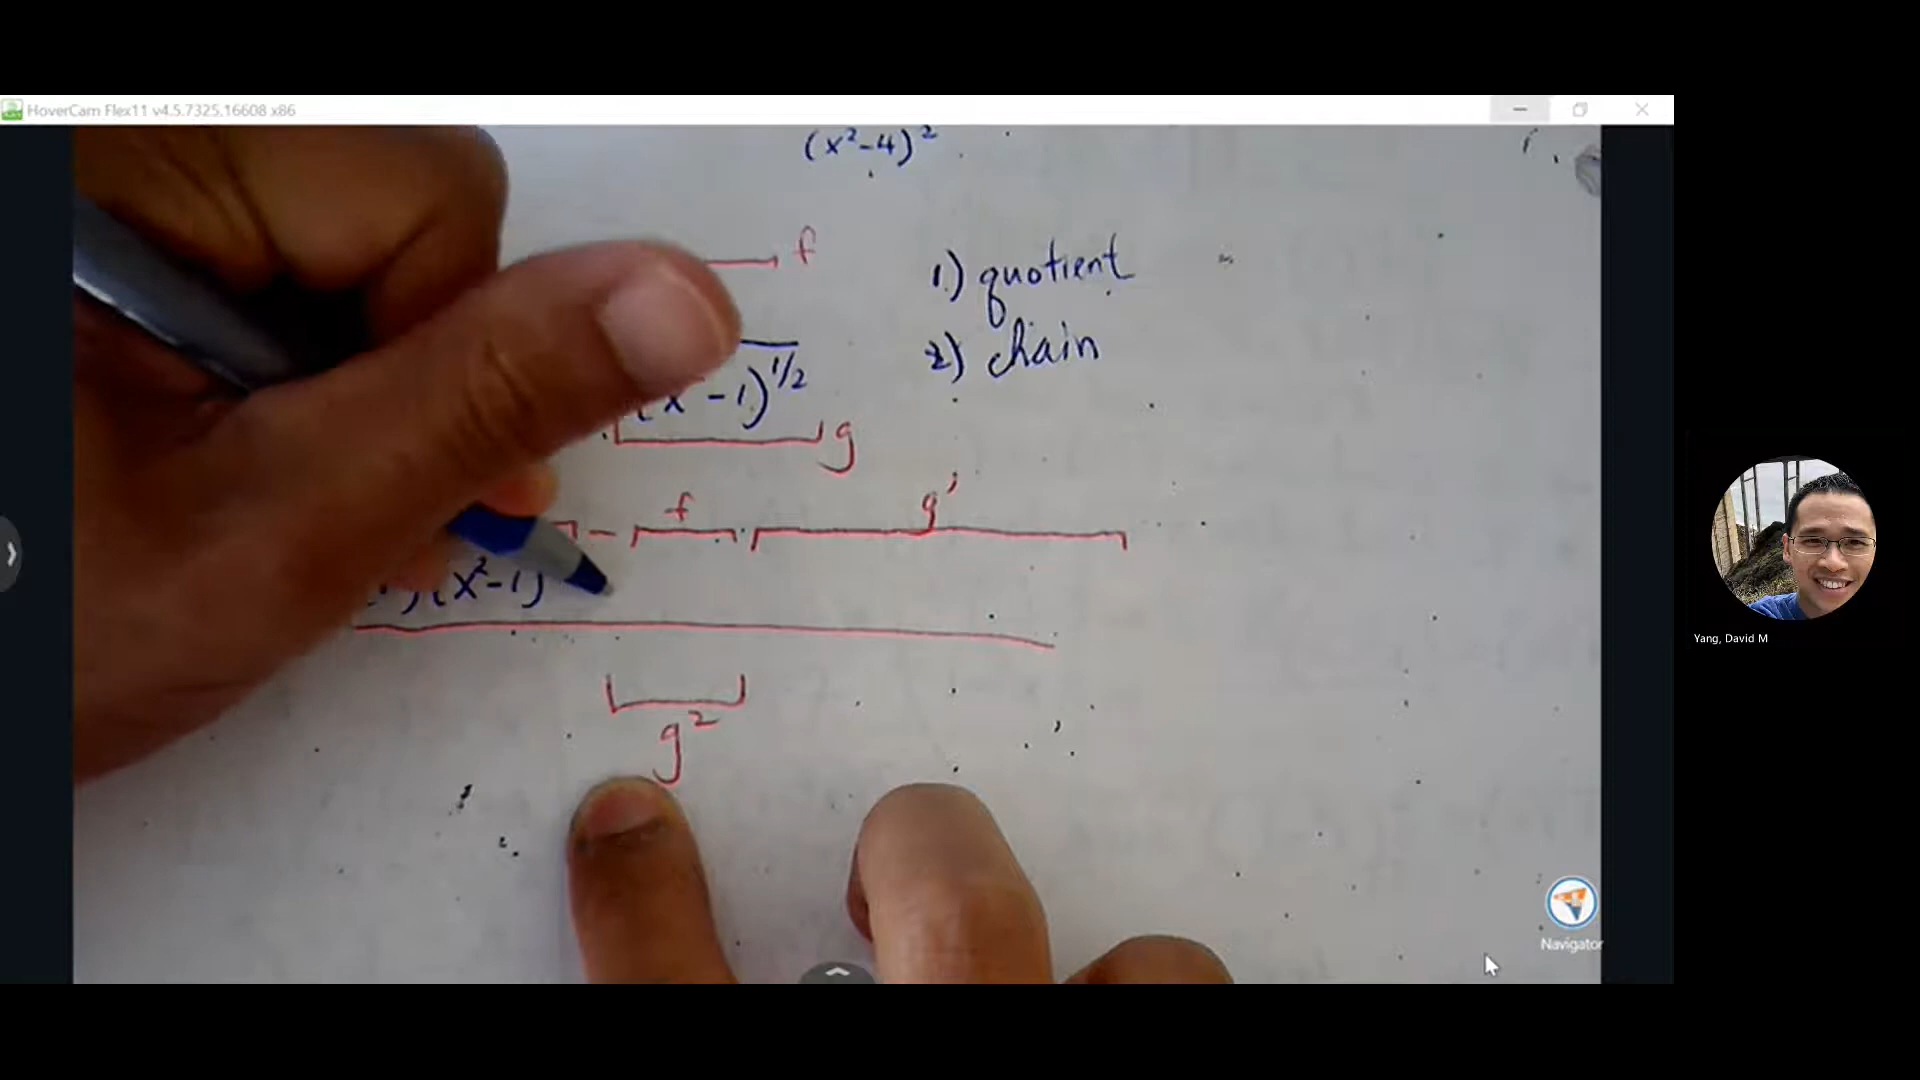 HoverCam Flex11 v4.5.7325.16608 x86
(x²-4)²
f
1) quotient
2) chain
-1)^1/2
g
- f g'
)(x²-1)
g²
Navigator
Yang, David M